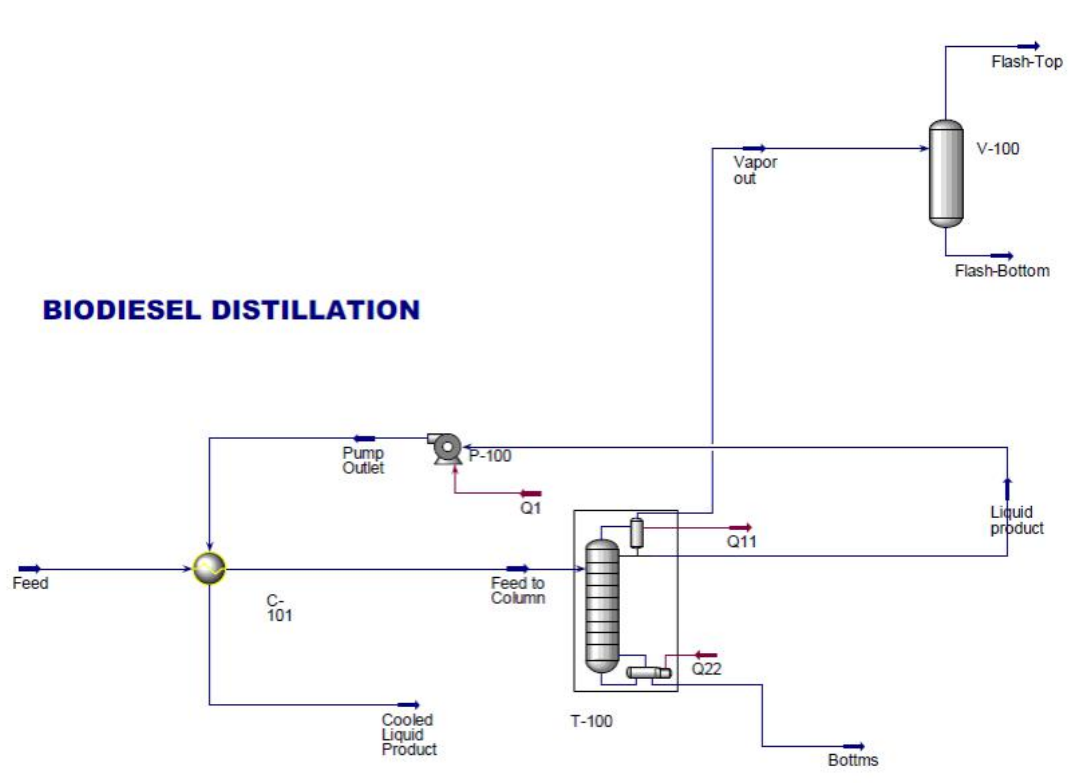 Flash-Top
V-100
Vapor
out
Flash-Bottom
BIODIESEL DISTILLATION
Pump
Outlet
P-100
Q1
Liquid
product
Q11
Feed
Feed to
Column
C-
101
Q22
Cooled
Liquid
Product
T-100
Bottms